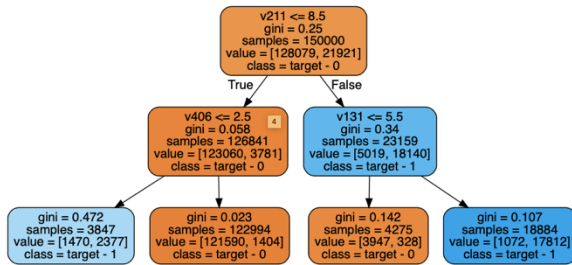 v211 <= 8.5
gini = 0.25
samples = 150000
value = [128079, 21921]
class = target - 0
True
False
v406 <= 2.5
4
gini = 0.058
samples = 126841
value = [123060, 3781]
class = target - 0
v131 <= 5.5
gini = 0.34
samples = 23159
value = [5019, 18140]
class = target - 1
gini = 0.472
samples = 3847
value = [1470, 2377]
class = target - 1
gini = 0.023
samples = 122994
value = [121590, 1404]
class = target - 0
gini = 0.142
samples = 4275
value = [3947, 328]
class = target - 0
gini = 0.107
samples = 18884
value = [1072, 17812]
class = target - 1